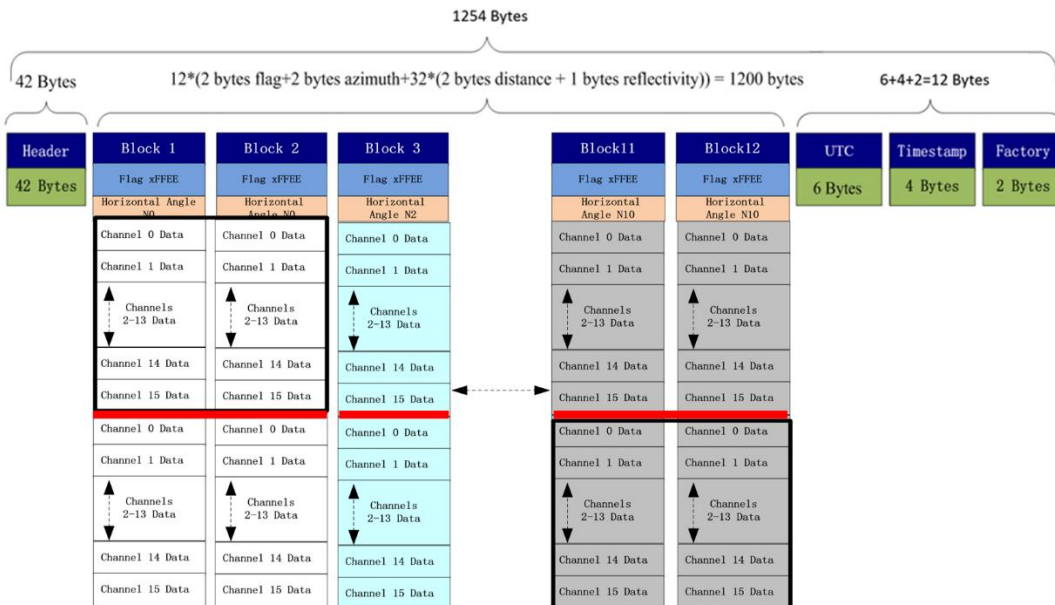 1254 Bytes
42 Bytes
12*(2 bytes flag+2 bytes azimuth+32*(2 bytes distance + 1 bytes reflectivity)) = 1200 bytes
6+4+2=12 Bytes
Header
42 Bytes
Block 1
Flag xFFEE
Horizontal Angle
N0
Channel 0 Data
Channel 1 Data
Channels
2-13 Data
Channel 14 Data
Channel 15 Data
Channel 0 Data
Channel 1 Data
Channels
2-13 Data
Channel 14 Data
Channel 15 Data
Block 2
Flag xFFEE
Horizontal
Angle N0
Channel 0 Data
Channel 1 Data
Channels
2-13 Data
Channel 14 Data
Channel 15 Data
Channel 0 Data
Channel 1 Data
Channels
2-13 Data
Channel 14 Data
Channel 15 Data
Block 3
Flag xFFEE
Horizontal
Angle N2
Channel 0 Data
Channel 1 Data
Channels
2-13 Data
Channel 14 Data
Channel 15 Data
Channel 0 Data
Channel 1 Data
Channels
2-13 Data
Channel 14 Data
Channel 15 Data
Block11
Flag xFFEE
Horizontal
Angle N10
Channel 0 Data
Channel 1 Data
Channels
2-13 Data
Channel 14 Data
Channel 15 Data
Channel 0 Data
Channel 1 Data
Channels
2-13 Data
Channel 14 Data
Channel 15 Data
Block12
Flag xFFEE
Horizontal
Angle N10
Channel 0 Data
Channel 1 Data
Channels
2-13 Data
Channel 14 Data
Channel 15 Data
Channel 0 Data
Channel 1 Data
Channels
2-13 Data
Channel 14 Data
Channel 15 Data
UTC
6 Bytes
Timestamp
4 Bytes
Factory
2 Bytes